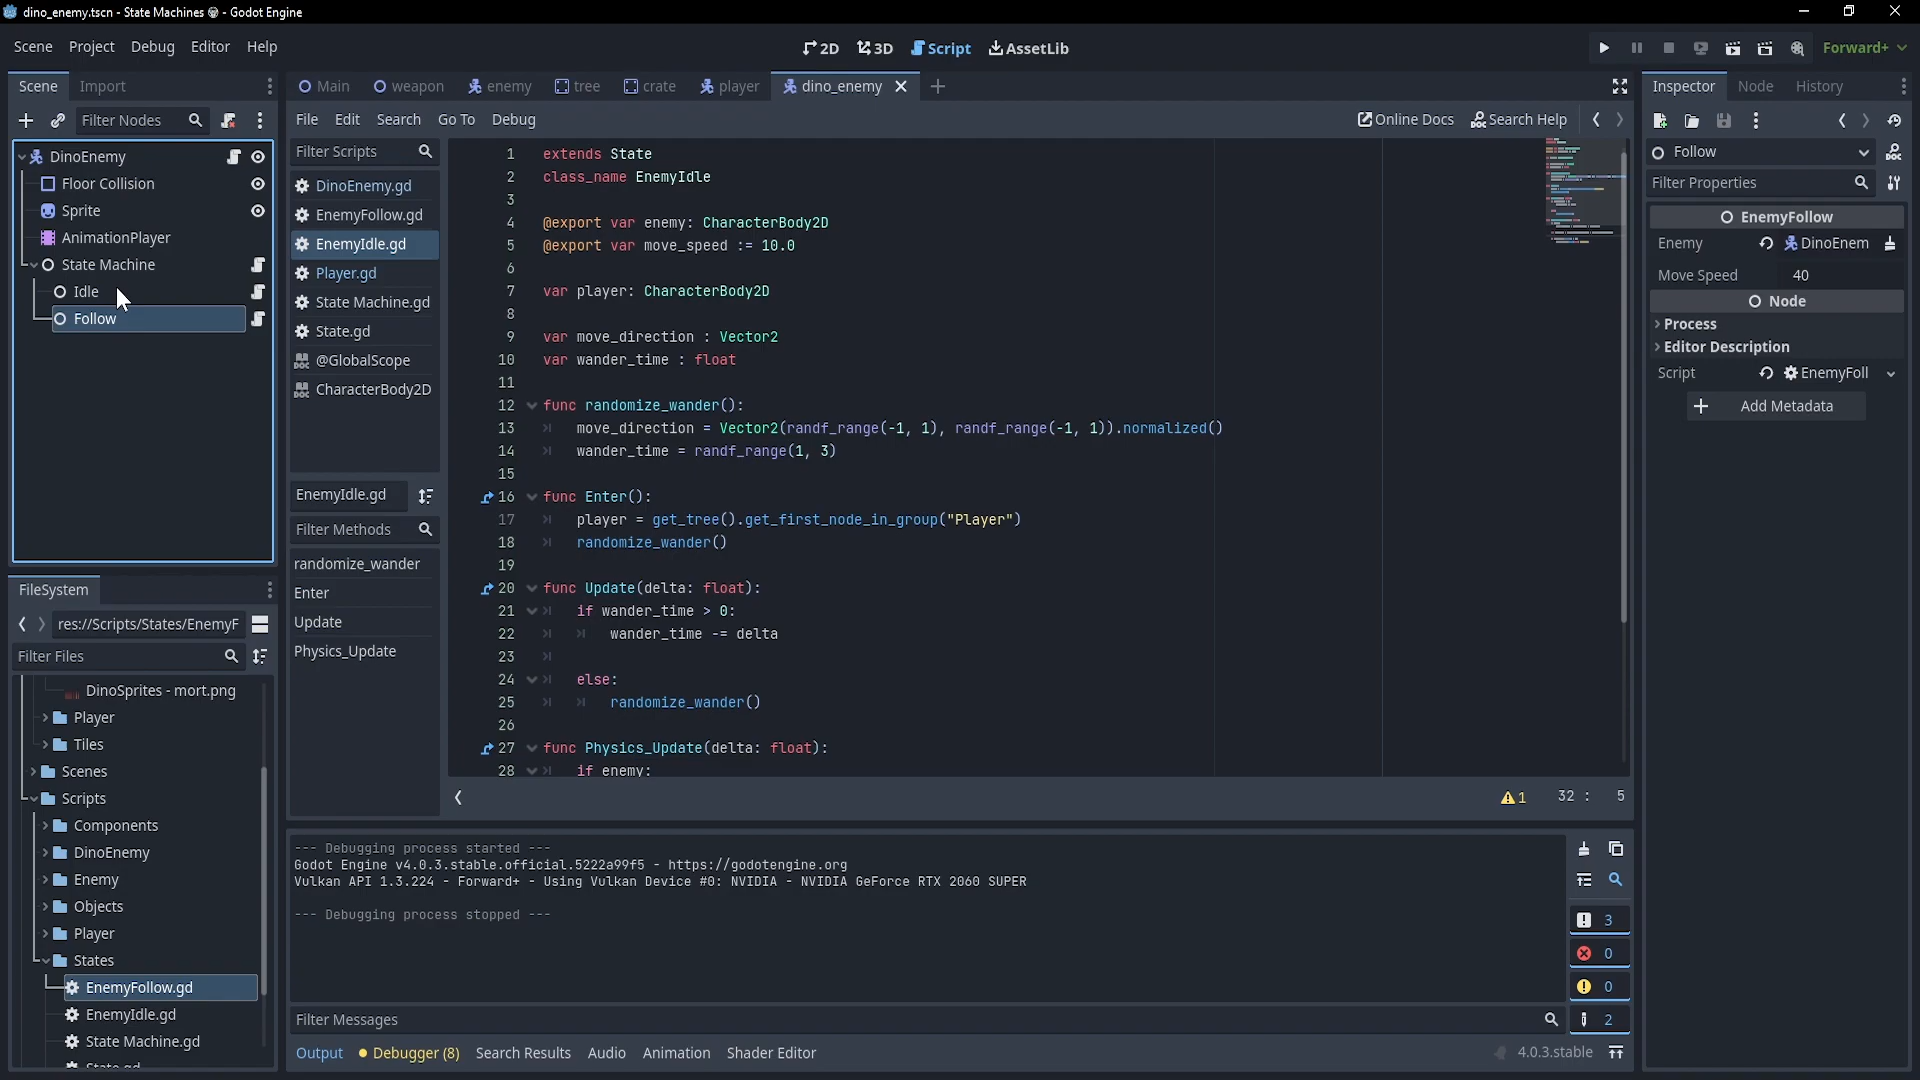 dino_enemy.tscn - State Machines - Godot Engine
Scene Project Debug Editor Help
2D 3D Script AssetLib
Forward+
Scene Import
Main weapon enemy tree crate player dino_enemy
Inspector Node History
Filter Nodes
File Edit Search Go To Debug
Online Docs Search Help
DinoEnemy
Floor Collision
Sprite
AnimationPlayer
State Machine
Idle
Follow
Filter Scripts
DinoEnemy.gd
EnemyFollow.gd
EnemyIdle.gd
Player.gd
State Machine.gd
State.gd
@GlobalScope
CharacterBody2D
EnemyIdle.gd
Filter Methods
randomize_wander
Enter
Update
Physics_Update
1 extends State
2 class_name EnemyIdle
3
4 @export var enemy: CharacterBody2D
5 @export var move_speed := 10.0
6
7 var player: CharacterBody2D
8
9 var move_direction : Vector2
10 var wander_time : float
11
12 func randomize_wander():
13 move_direction = Vector2(randf_range(-1, 1), randf_range(-1, 1)).normalized()
14 wander_time = randf_range(1, 3)
15
16 func Enter():
17 player = get_tree().get_first_node_in_group("Player")
18 randomize_wander()
19
20 func Update(delta: float):
21 if wander_time > 0:
22 wander_time -= delta
23
24 else:
25 randomize_wander()
26
27 func Physics_Update(delta: float):
28 if enemy:
1 32 : 5
Follow
Filter Properties
EnemyFollow
Enemy DinoEnem
Move Speed 40
Node
Process
Editor Description
Script EnemyFoll
Add Metadata
FileSystem
res://Scripts/States/EnemyF
Filter Files
DinoSprites - mort.png
Player
Tiles
Scenes
Scripts
Components
DinoEnemy
Enemy
Objects
Player
States
EnemyFollow.gd
EnemyIdle.gd
State Machine.gd
State.gd
--- Debugging process started ---
Godot Engine v4.0.3.stable.official.5222a99f5 - https://godotengine.org
Vulkan API 1.3.224 - Forward+ - Using Vulkan Device #0: NVIDIA - NVIDIA GeForce RTX 2060 SUPER
--- Debugging process stopped ---
3
0
0
2
Filter Messages
Output Debugger (8) Search Results Audio Animation Shader Editor
4.0.3.stable